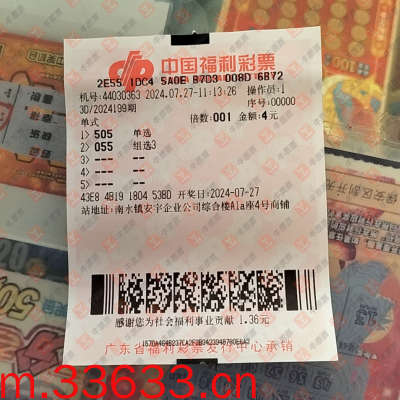 中国福利彩票
2E55 1DC4 5A0E 87D3 008D 6872
机号:44030363 2024.07.27-11:13:26 操作员:1
3D/2024199期 序号:00000
单式 倍数:001 金额:4元
1> 505 单选
2> 055 组选3
3> --- ---
4> --- ---
5> --- ---
43E8 4B19 1804 53BD 开奖日:2024-07-27
站地址:南水镇安宇企业公司综合楼A1a座4号商铺
感谢您为社会福利事业贡献 1.36元
广东省福利彩票发行中心承销
m.33633.cn